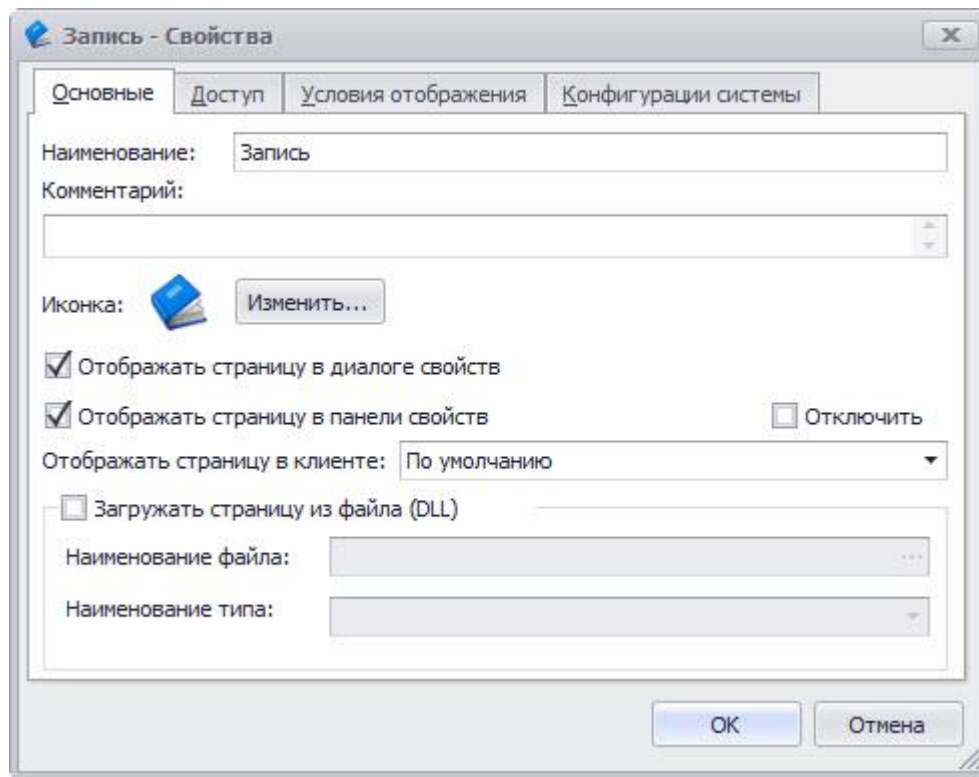 Запись - Свойства
Основные Доступ Условия отображения Конфигурации системы
Наименование: Запись
Комментарий:
Иконка: Изменить...
Отображать страницу в диалоге свойств
Отображать страницу в панели свойств Отключить
Отображать страницу в клиенте: По умолчанию
Загружать страницу из файла (DLL)
Наименование файла: ...
Наименование типа:
OK Отмена